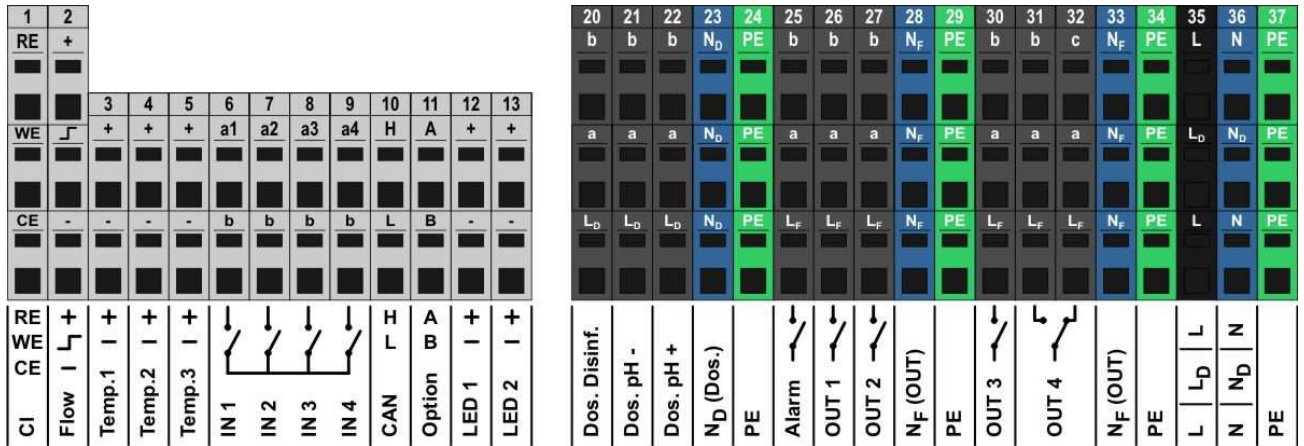 1 2 20 21 22 23 24 25 26 27 28 29 30 31 32 33 34 35 36 37
RE + b b b ND PE b b b NF PE b b c NF PE L N PE
3 4 5 6 7 8 9 10 11 12 13
WE + + + a1 a2 a3 a4 H A + + a a a ND PE a a a NF PE a a a NF PE LD ND PE
CE - - - - b b b b L B - - LD LD LD ND PE LF LF LF NF PE LF LF LF NF PE L N PE
RE + + + + H A + +
WE - - - L B - -
CE -
CI
Flow
Temp.1
Temp.2
Temp.3
IN 1
IN 2
IN 3
IN 4
CAN
Option
LED 1
LED 2
Dos. Disinf.
Dos. pH -
Dos. pH +
ND (Dos.)
PE
Alarm
OUT 1
OUT 2
NF (OUT)
PE
OUT 3
OUT 4
NF (OUT)
PE
L LD L
N ND N
PE